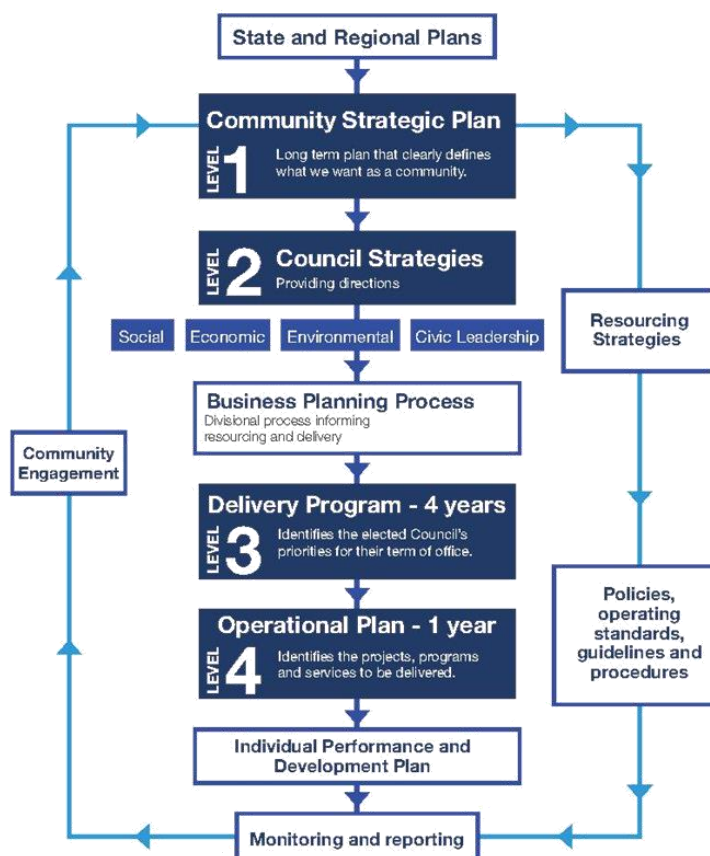 State and Regional Plans
Community Strategic Plan
LEVEL 1
Long term plan that clearly defines
what we want as a community.
LEVEL 2
Council Strategies
Providing directions
Social
Economic
Environmental
Civic Leadership
Resourcing
Strategies
Business Planning Process
Divisional process informing
resourcing and delivery
Community
Engagement
Delivery Program - 4 years
LEVEL 3
Identifies the elected Council's
priorities for their term of office.
Operational Plan - 1 year
LEVEL 4
Identifies the projects, programs
and services to be delivered.
Policies,
operating
standards,
guidelines and
procedures
Individual Performance and
Development Plan
Monitoring and reporting